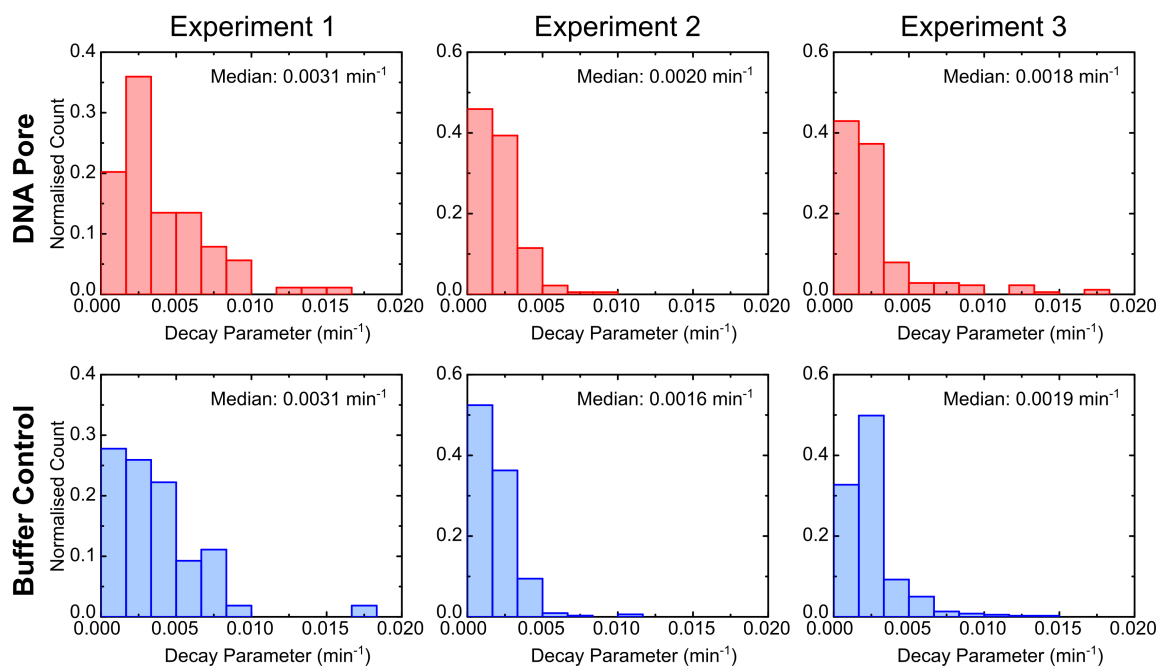 Experiment 1
Experiment 2
Experiment 3
DNA Pore
Normalised Count
0.4
0.3
0.2
0.1
0.0
Median: 0.0031 min⁻¹
0.000 0.005 0.010 0.015 0.020
Decay Parameter (min⁻¹)
0.6
0.4
0.2
0.0
Median: 0.0020 min⁻¹
0.000 0.005 0.010 0.015 0.020
Decay Parameter (min⁻¹)
0.6
0.4
0.2
0.0
Median: 0.0018 min⁻¹
0.000 0.005 0.010 0.015 0.020
Decay Parameter (min⁻¹)
Buffer Control
Normalised Count
0.4
0.3
0.2
0.1
0.0
Median: 0.0031 min⁻¹
0.000 0.005 0.010 0.015 0.020
Decay Parameter (min⁻¹)
0.6
0.4
0.2
0.0
Median: 0.0016 min⁻¹
0.000 0.005 0.010 0.015 0.020
Decay Parameter (min⁻¹)
0.6
0.4
0.2
0.0
Median: 0.0019 min⁻¹
0.000 0.005 0.010 0.015 0.020
Decay Parameter (min⁻¹)